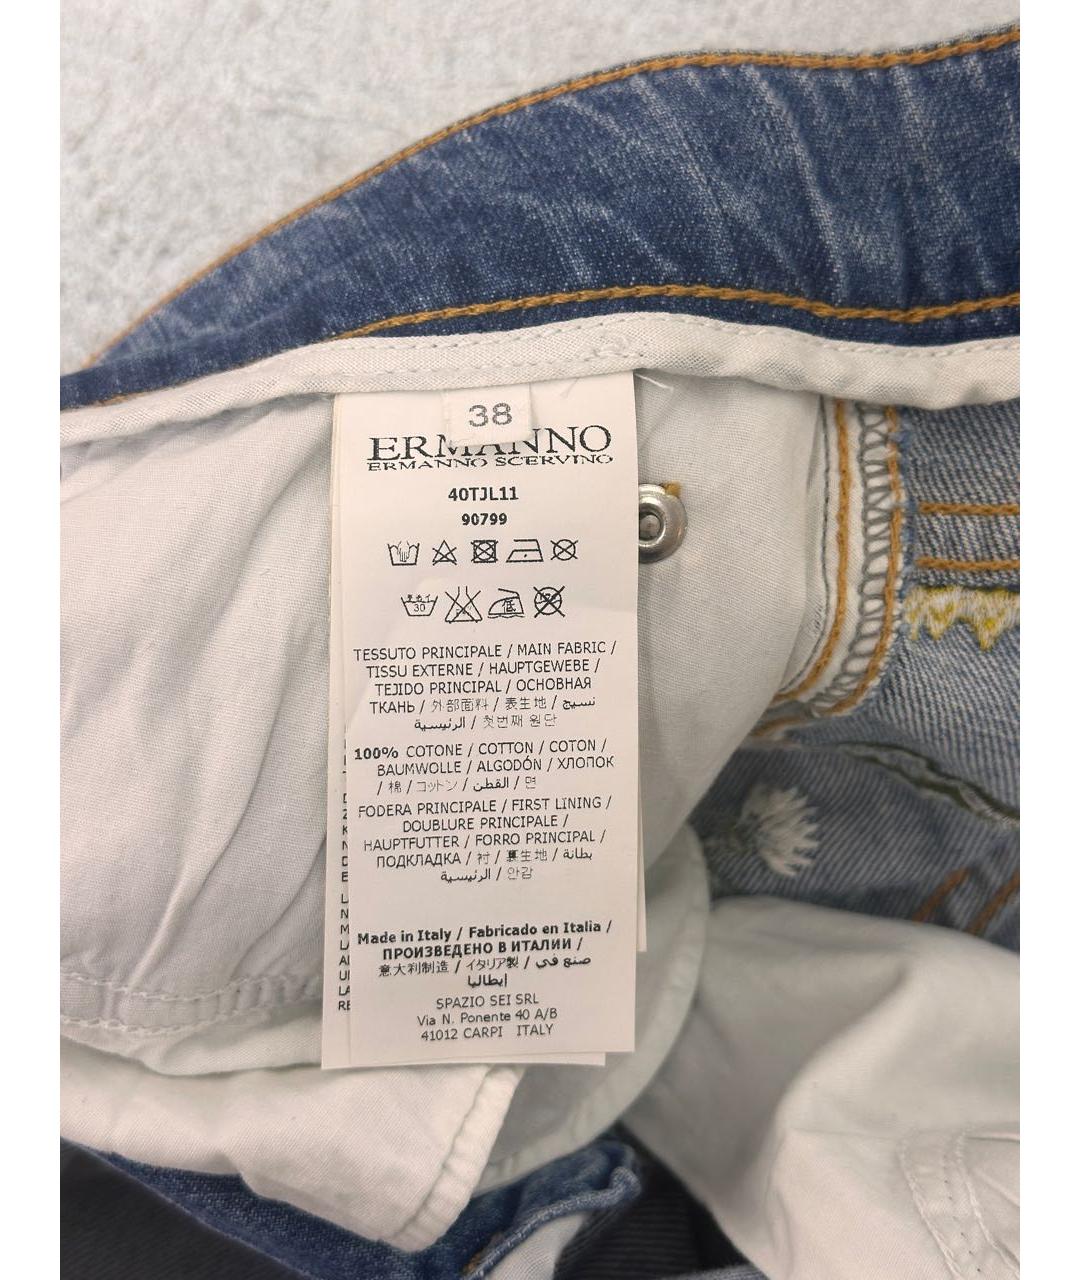 38
ERMANNO
ERMANNO SCERVINO
40TJL11
90799
30
低
TESSUTO PRINCIPALE / MAIN FABRIC /
TISSU EXTERNE / HAUPTGEWEBE /
TEJIDO PRINCIPAL / ОСНОВНАЯ
ТКАНЬ / 外部面料 / 表生地 / نسيج
الرئيسية / 첫번째 원단
100% COTONE / COTTON / COTON /
BAUMWOLLE / ALGODÓN / ХЛОПОК
/ 棉 / コットン / القطن / 면
FODERA PRINCIPALE / FIRST LINING /
DOUBLURE PRINCIPALE /
HAUPTFUTTER / FORRO PRINCIPAL /
ПОДКЛАДКА / 衬 / 裏生地 / بطانة
الرئيسية / 안감
Made in Italy / Fabricado en Italia /
ПРОИЗВЕДЕНО В ИТАЛИИ /
意大利制造 / イタリア製 / صنع في
إيطاليا
SPAZIO SEI SRL
Via N. Ponente 40 A/B
41012 CARPI ITALY